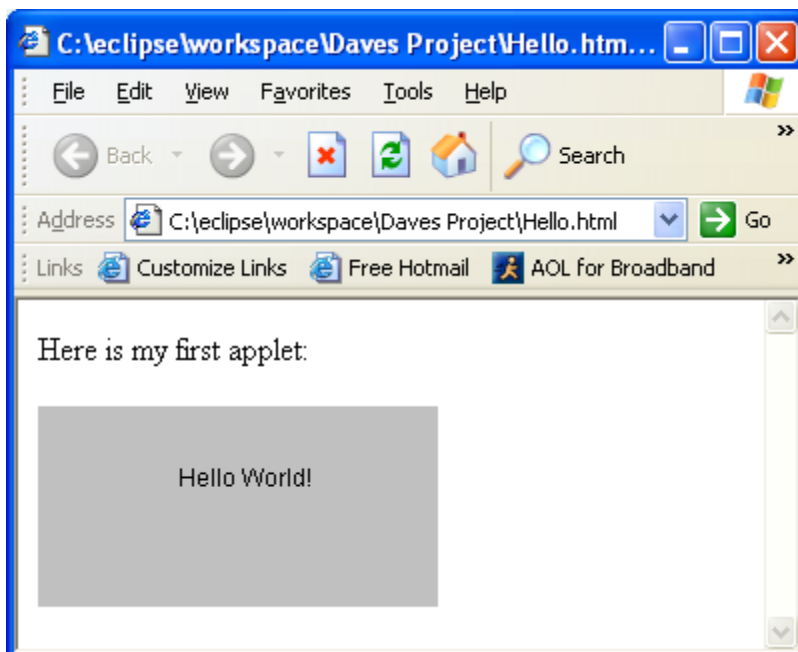 C:\eclipse\workspace\Daves Project\Hello.htm...
File Edit View Favorites Tools Help
Back Search »
Address C:\eclipse\workspace\Daves Project\Hello.html Go
Links Customize Links Free Hotmail AOL for Broadband »
Here is my first applet:
Hello World!